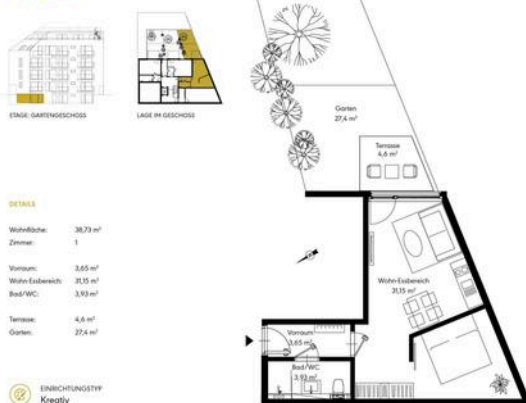 ETAGE: GARTENGESCHOSS
LAGE IM GESCHOSS
DETAILS
Wohnfläche: 38,73 m²
Zimmer: 1
Vorraum: 3,65 m²
Wohn-Essbereich: 31,15 m²
Bad/WC: 3,93 m²
Terrasse: 4,6 m²
Garten: 27,4 m²
EINRICHTUNGSTYP
Kreativ
Garten
27,4 m²
Terrasse
4,6 m²
Wohn-Essbereich
31,15 m²
Vorraum
3,65 m²
Bad/WC
3,93 m²